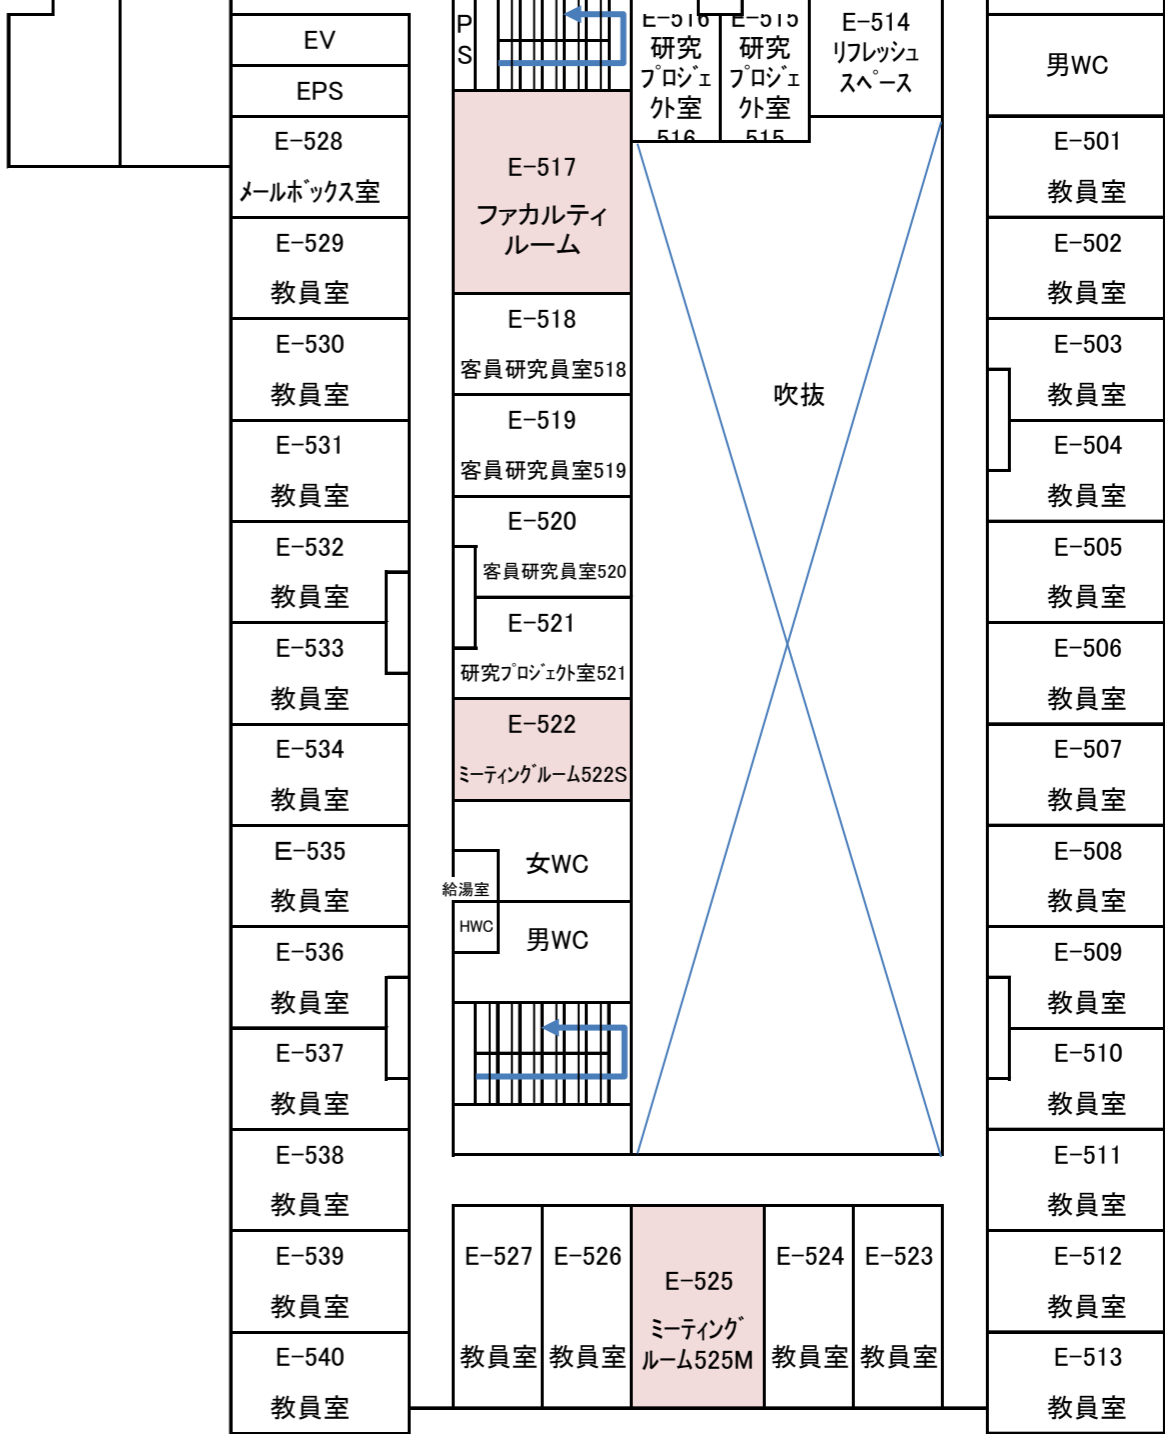 EV
EPS
E-528
メールボックス室
E-529
教員室
E-530
教員室
E-531
教員室
E-532
教員室
E-533
教員室
E-534
教員室
E-535
教員室
E-536
教員室
E-537
教員室
E-538
教員室
E-539
教員室
E-540
教員室
P
S
E-517
ファカルティ
ルーム
E-518
客員研究員室518
E-519
客員研究員室519
E-520
客員研究員室520
E-521
研究プロジェクト室521
E-522
ミーティングルーム522S
女WC
給湯室
HWC
男WC
E-516
研究
プロジェ
クト室
516
E-515
研究
プロジェ
クト室
515
E-514
リフレッシュ
スペース
吹抜
E-527
教員室
E-526
教員室
E-525
ミーティング
ルーム525M
E-524
教員室
E-523
教員室
男WC
E-501
教員室
E-502
教員室
E-503
教員室
E-504
教員室
E-505
教員室
E-506
教員室
E-507
教員室
E-508
教員室
E-509
教員室
E-510
教員室
E-511
教員室
E-512
教員室
E-513
教員室